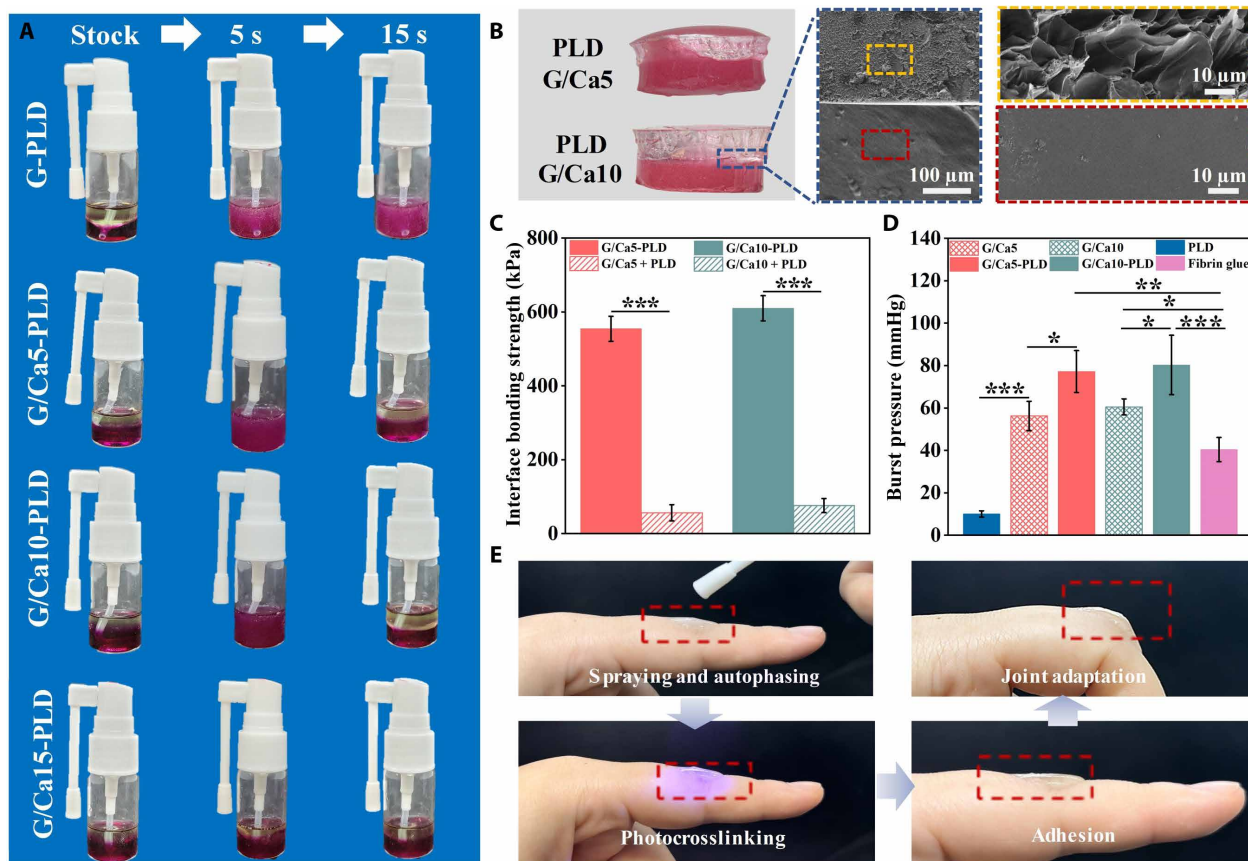 A
Stock
5 s
15 s
G-PLD
G/Ca5-PLD
G/Ca10-PLD
G/Ca15-PLD
B
PLD
G/Ca5
PLD
G/Ca10
100 µm
10 µm
10 µm
C
Interface bonding strength (kPa)
800
600
400
200
0
G/Ca5-PLD
G/Ca10-PLD
G/Ca5 + PLD
G/Ca10 + PLD
***
***
D
Burst pressure (mmHg)
140
120
100
80
60
40
20
0
G/Ca5
G/Ca10
PLD
G/Ca5-PLD
G/Ca10-PLD
Fibrin glue
**
*
*
*
***
***
E
Spraying and autophasing
Joint adaptation
Photocrosslinking
Adhesion